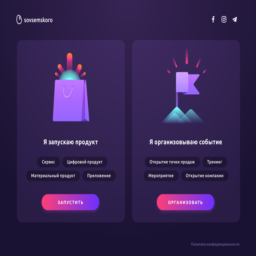 sovsemskoro
Я запускаю продукт
Я организовываю событие
Сервис
Цифровой продукт
Материальный продукт
Приложение
Открытие точек продаж
Тренинг
Мероприятие
Открытие компании
ЗАПУСТИТЬ
ОРГАНИЗОВАТЬ
Политика конфиденциальности